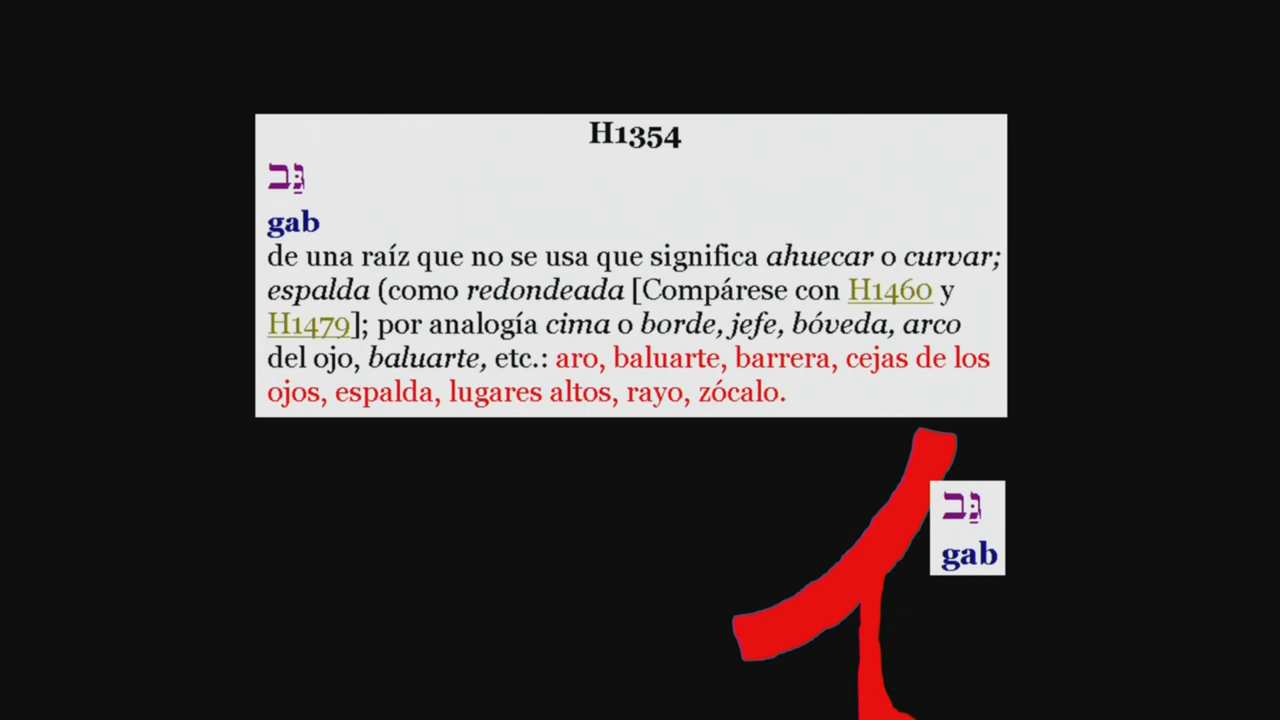 H1354
גַּב
gab
de una raíz que no se usa que significa ahuecar o curvar;
espalda (como redondeada [Compárese con H1460 y
H1479]; por analogía cima o borde, jefe, bóveda, arco
del ojo, baluarte, etc.: aro, baluarte, barrera, cejas de los
ojos, espalda, lugares altos, rayo, zócalo.
גַּב
gab